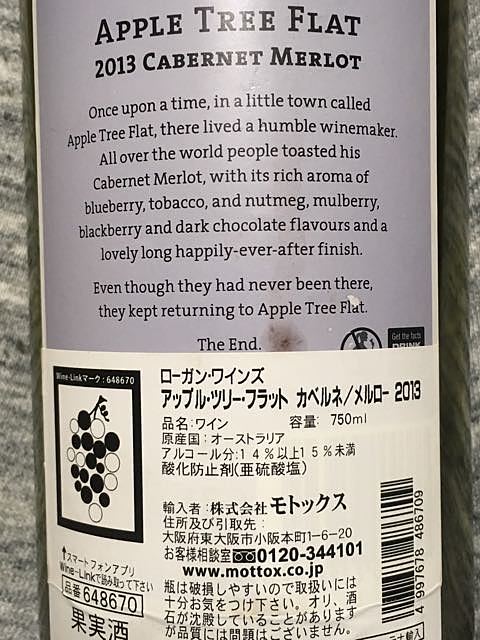 APPLE TREE FLAT
2013 CABERNET MERLOT
Once upon a time, in a little town called
Apple Tree Flat, there lived a humble winemaker.
All over the world people toasted his
Cabernet Merlot, with its rich aroma of
blueberry, tobacco, and nutmeg, mulberry,
blackberry and dark chocolate flavours and a
lovely long happily-ever-after finish.
Even though they had never been there,
they kept returning to Apple Tree Flat.
The End.
Get the facts
DRINK
Wine-Linkマーク:648670
ローガン・ワインズ
アップル・ツリー・フラット カベルネ/メルロー 2013
品名:ワイン 容量: 750ml
原産国:オーストラリア
アルコール分:14%以上15%未満
酸化防止剤(亜硫酸塩)
輸入者:株式会社モトックス
住所及び引取先:
大阪府東大阪市小阪本町1-6-20
お客様相談室 0120-344101
www.mottox.co.jp
↑スマートフォンアプリ
Wine-Linkで読み取って下さい
品番 648670
果実酒
瓶は破損しやすいので取扱いには
十分お気をつけ下さい。オリ、酒
石が沈殿していることがあります
が品質には問題はございません。
4 997678 486709